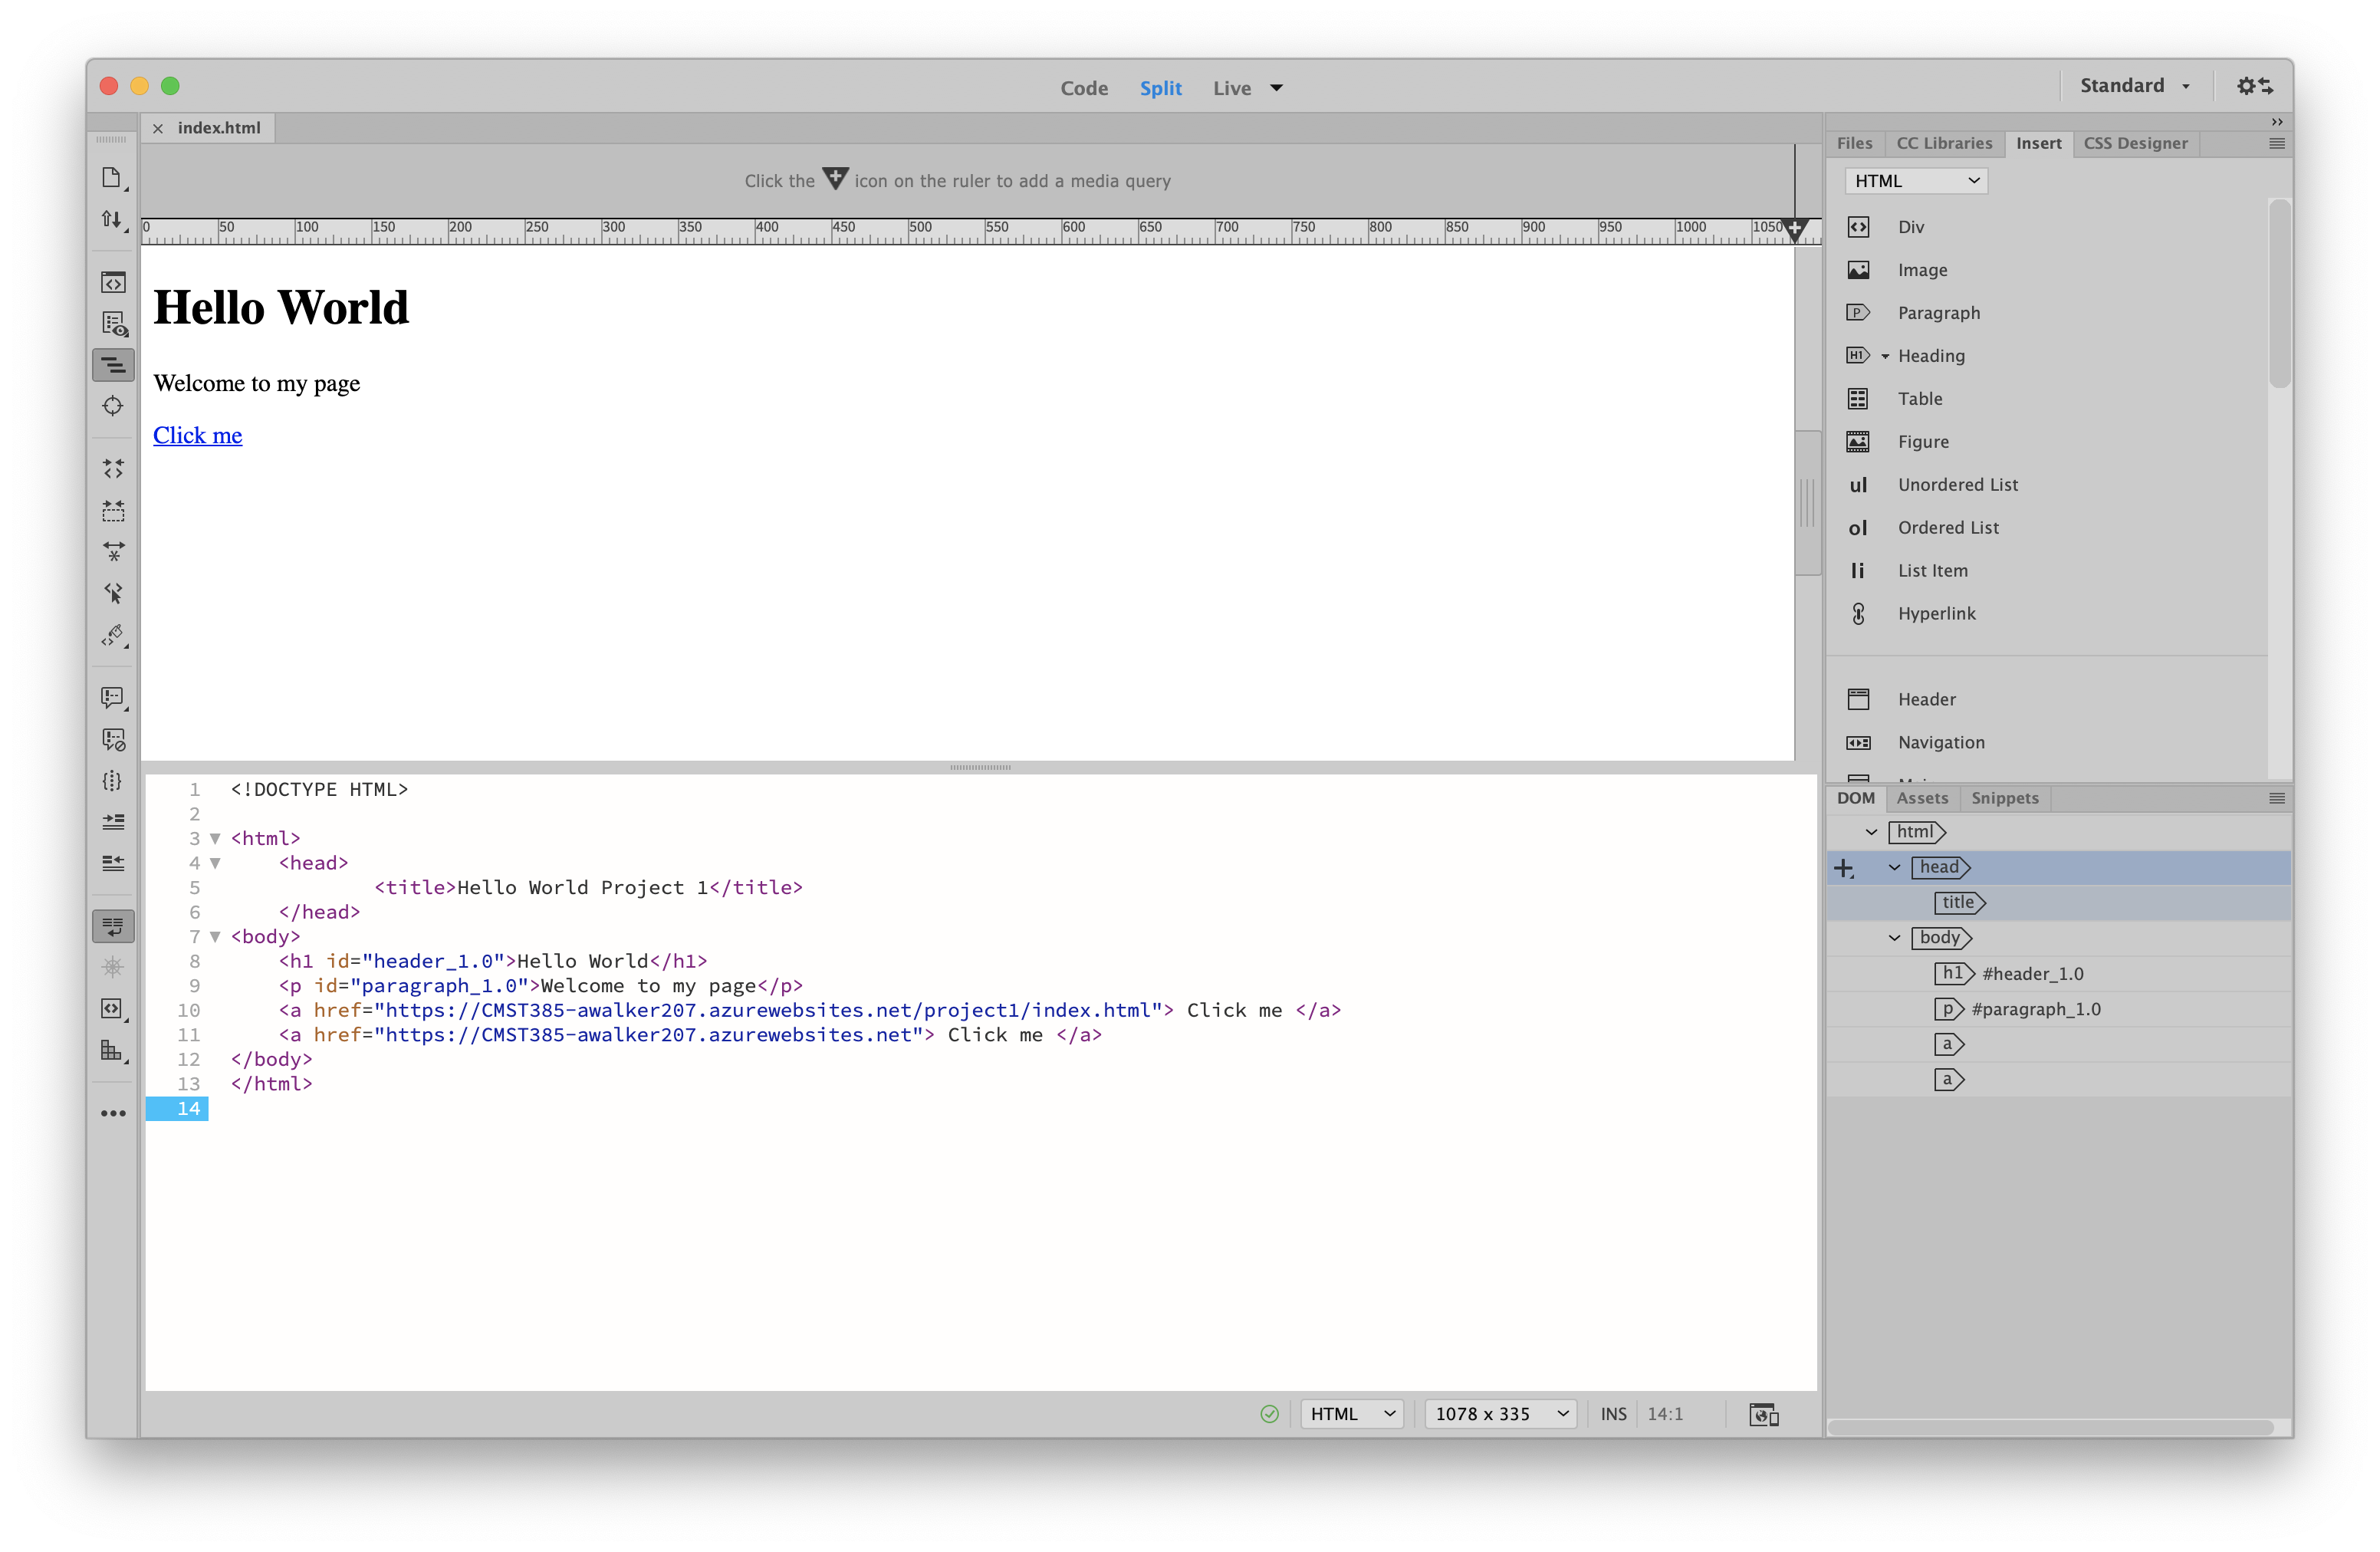 Code Split Live
Standard
index.html
Click the icon on the ruler to add a media query
0 50 100 150 200 250 300 350 400 450 500 550 600 650 700 750 800 850 900 950 1000 1050
Hello World
Welcome to my page
Click me
1 <!DOCTYPE HTML>
2
3 <html>
4 <head>
5 <title>Hello World Project 1</title>
6 </head>
7 <body>
8 <h1 id="header_1.0">Hello World</h1>
9 <p id="paragraph_1.0">Welcome to my page</p>
10 <a href="https://CMST385-awalker207.azurewebsites.net/project1/index.html"> Click me </a>
11 <a href="https://CMST385-awalker207.azurewebsites.net"> Click me </a>
12 </body>
13 </html>
14
HTML 1078 x 335 INS 14:1
Files CC Libraries Insert CSS Designer
HTML
Div
Image
P Paragraph
H1 Heading
Table
Figure
ul Unordered List
ol Ordered List
li List Item
Hyperlink
Header
Navigation
DOM Assets Snippets
html
head
title
body
h1 #header_1.0
p #paragraph_1.0
a
a